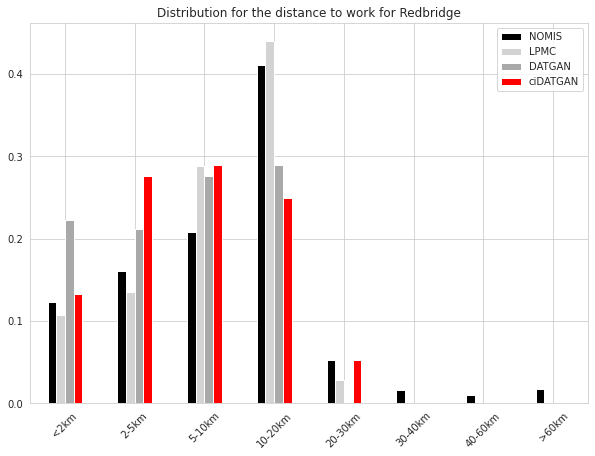 Distribution for the distance to work for Redbridge
NOMIS
LPMC
DATGAN
ciDATGAN
0.4
0.3
0.2
0.1
0.0
<2km
2-5km
5-10km
10-20km
20-30km
30-40km
40-60km
>60km